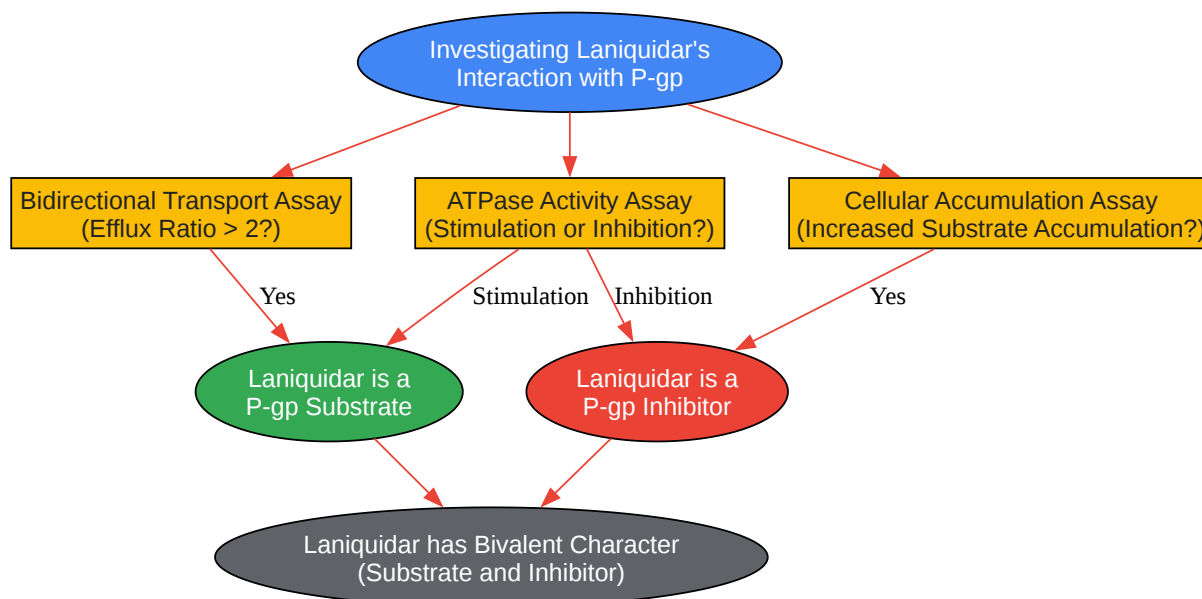 Investigating Laniquidar's
Interaction with P-gp
Bidirectional Transport Assay
(Efflux Ratio > 2?)
ATPase Activity Assay
(Stimulation or Inhibition?)
Cellular Accumulation Assay
(Increased Substrate Accumulation?)
Yes
Stimulation
Inhibition
Yes
Laniquidar is a
P-gp Substrate
Laniquidar is a
P-gp Inhibitor
Laniquidar has Bivalent Character
(Substrate and Inhibitor)